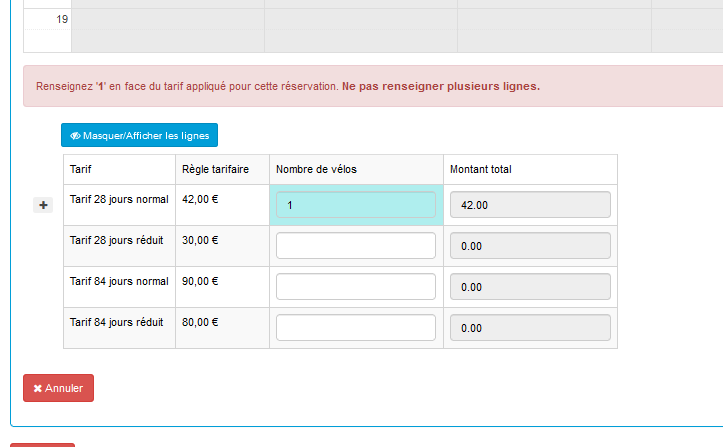 19
Renseignez '1' en face du tarif appliqué pour cette réservation. Ne pas renseigner plusieurs lignes.
Masquer/Afficher les lignes
Tarif Règle tarifaire Nombre de vélos Montant total
Tarif 28 jours normal 42,00 € 1 42.00
Tarif 28 jours réduit 30,00 € 0.00
Tarif 84 jours normal 90,00 € 0.00
Tarif 84 jours réduit 80,00 € 0.00
Annuler